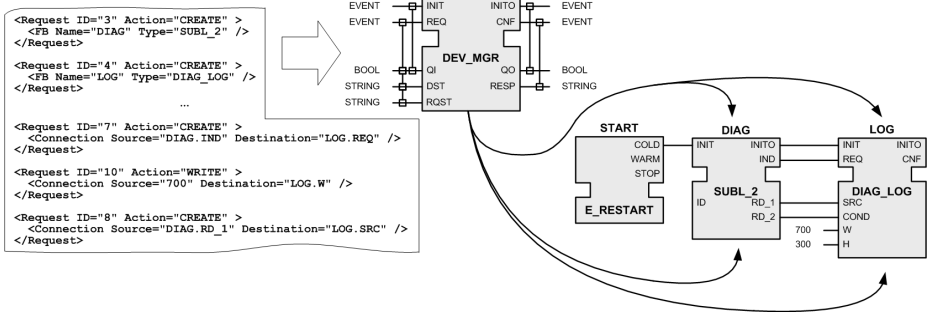 <Request ID="3" Action="CREATE" >
<FB Name="DIAG" Type="SUBL_2" />
</Request>
<Request ID="4" Action="CREATE" >
<FB Name="LOG" Type="DIAG_LOG" />
</Request>
...
<Request ID="7" Action="CREATE" >
<Connection Source="DIAG.IND" Destination="LOG.REQ" />
</Request>
<Request ID="10" Action="WRITE" >
<Connection Source="700" Destination="LOG.W" />
</Request>
<Request ID="8" Action="CREATE" >
<Connection Source="DIAG.RD_1" Destination="LOG.SRC" />
</Request>
EVENT INIT INITO EVENT
EVENT REQ CNF EVENT
DEV_MGR
BOOL QI QO BOOL
STRING DST RESP STRING
STRING RQST
START
COLD
WARM
STOP
E_RESTART
DIAG
INIT INITO
IND
SUBL_2
ID RD_1
RD_2
LOG
INIT INITO
REQ CNF
DIAG_LOG
SRC
COND
700 W
300 H